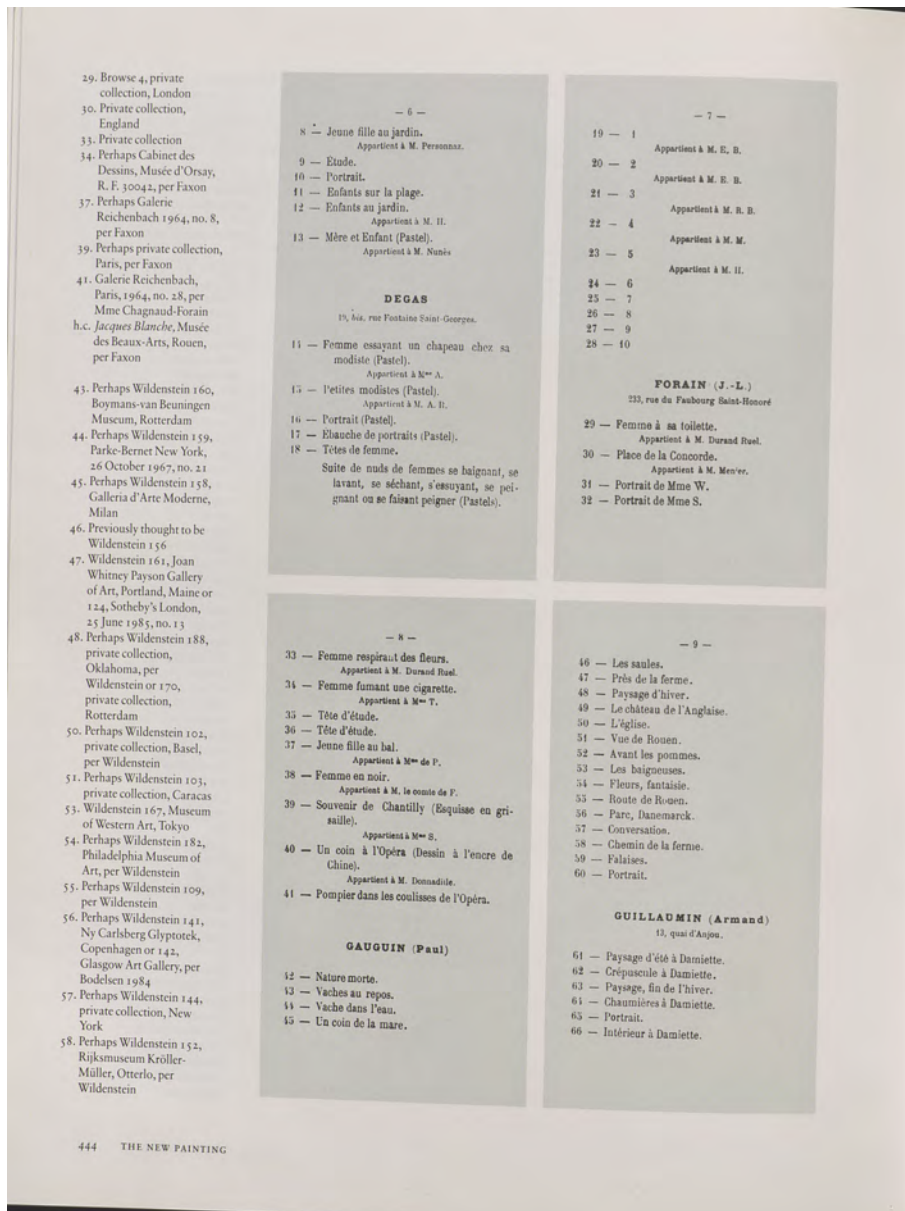 29. Browse 4, private
collection, London
30. Private collection,
England
33. Private collection
34. Perhaps Cabinet des
Dessins, Musée d'Orsay,
R. F. 30042, per Faxon
37. Perhaps Galerie
Reichenbach 1964, no. 8,
per Faxon
39. Perhaps private collection,
Paris, per Faxon
41. Galerie Reichenbach,
Paris, 1964, no. 28, per
Mme Chagnaud-Forain
h.c. Jacques Blanche, Musée
des Beaux-Arts, Rouen,
per Faxon
43. Perhaps Wildenstein 160,
Boymans-van Beuningen
Museum, Rotterdam
44. Perhaps Wildenstein 159,
Parke-Bernet New York,
26 October 1967, no. 21
45. Perhaps Wildenstein 158,
Galleria d'Arte Moderne,
Milan
46. Previously thought to be
Wildenstein 156
47. Wildenstein 161, Joan
Whitney Payson Gallery
of Art, Portland, Maine or
124, Sotheby's London,
25 June 1985, no. 13
48. Perhaps Wildenstein 188,
private collection,
Oklahoma, per
Wildenstein or 170,
private collection,
Rotterdam
50. Perhaps Wildenstein 102,
private collection, Basel,
per Wildenstein
51. Perhaps Wildenstein 103,
private collection, Caracas
53. Wildenstein 167, Museum
of Western Art, Tokyo
54. Perhaps Wildenstein 182,
Philadelphia Museum of
Art, per Wildenstein
55. Perhaps Wildenstein 109,
per Wildenstein
56. Perhaps Wildenstein 141,
Ny Carlsberg Glyptotek,
Copenhagen or 142,
Glasgow Art Gallery, per
Bodelsen 1984
57. Perhaps Wildenstein 144,
private collection, New
York
58. Perhaps Wildenstein 152,
Rijksmuseum Kröller-
Müller, Otterlo, per
Wildenstein
— 6 —
8 — Jeune fille au jardin.
Appartient à M. Personnaz.
9 — Etude.
10 — Portrait.
11 — Enfants sur la plage.
12 — Enfants au jardin.
Appartient à M. H.
13 — Mère et Enfant (Pastel).
Appartient à M. Nunès
DEGAS
19, bis, rue Fontaine Saint-Georges.
14 — Femme essayant un chapeau chez sa
modiste (Pastel).
Appartient à Mme A.
15 — Petites modistes (Pastel).
Appartient à M. A. R.
16 — Portrait (Pastel).
17 — Ebauche de portraits (Pastel).
18 — Têtes de femme.
Suite de nuds de femmes se baignant, se
lavant, se séchant, s'essuyant, se pei-
gnant ou se faisant peigner (Pastels).
— 7 —
19 — 1
Appartient à M. E. B.
20 — 2
Appartient à M. E. B.
21 — 3
Appartient à M. R. B.
22 — 4
Appartient à M. M.
23 — 5
Appartient à M. H.
24 — 6
25 — 7
26 — 8
27 — 9
28 — 10
FORAIN (J.-L.)
233, rue du Faubourg Saint-Honoré
29 — Femme à sa toilette.
Appartient à M. Durand Ruel.
30 — Place de la Concorde.
Appartient à M. Menier.
31 — Portrait de Mme W.
32 — Portrait de Mme S.
— 8 —
33 — Femme respirant des fleurs.
Appartient à M. Durand Ruel.
34 — Femme fumant une cigarette.
Appartient à Mme T.
35 — Tête d'étude.
36 — Tête d'étude.
37 — Jenne fille au bal.
Appartient à Mme de P.
38 — Femme en noir.
Appartient à M. le comte de F.
39 — Souvenir de Chantilly (Esquisse en gri-
saille).
Appartient à Mme S.
40 — Un coin à l'Opéra (Dessin à l'encre de
Chine).
Appartient à M. Donnadide.
41 — Pompier dans les coulisses de l'Opéra.
GAUGUIN (Paul)
42 — Nature morte.
43 — Vaches au repos.
44 — Vache dans l'eau.
45 — Un coin de la mare.
— 9 —
46 — Les saules.
47 — Près de la ferme.
48 — Paysage d'hiver.
49 — Le château de l'Anglaise.
50 — L'église.
51 — Vue de Rouen.
52 — Avant les pommes.
53 — Les baigneuses.
54 — Fleurs, fantaisie.
55 — Route de Rouen.
56 — Parc, Danemarck.
57 — Conversation.
58 — Chemin de la ferme.
59 — Falaises.
60 — Portrait.
GUILLAUMIN (Armand)
13, quai d'Anjou.
61 — Paysage d'été à Damiette.
62 — Crépuscule à Damiette.
63 — Paysage, fin de l'hiver.
64 — Chaumières à Damiette.
65 — Portrait.
66 — Intérieur à Damiette.
444 THE NEW PAINTING